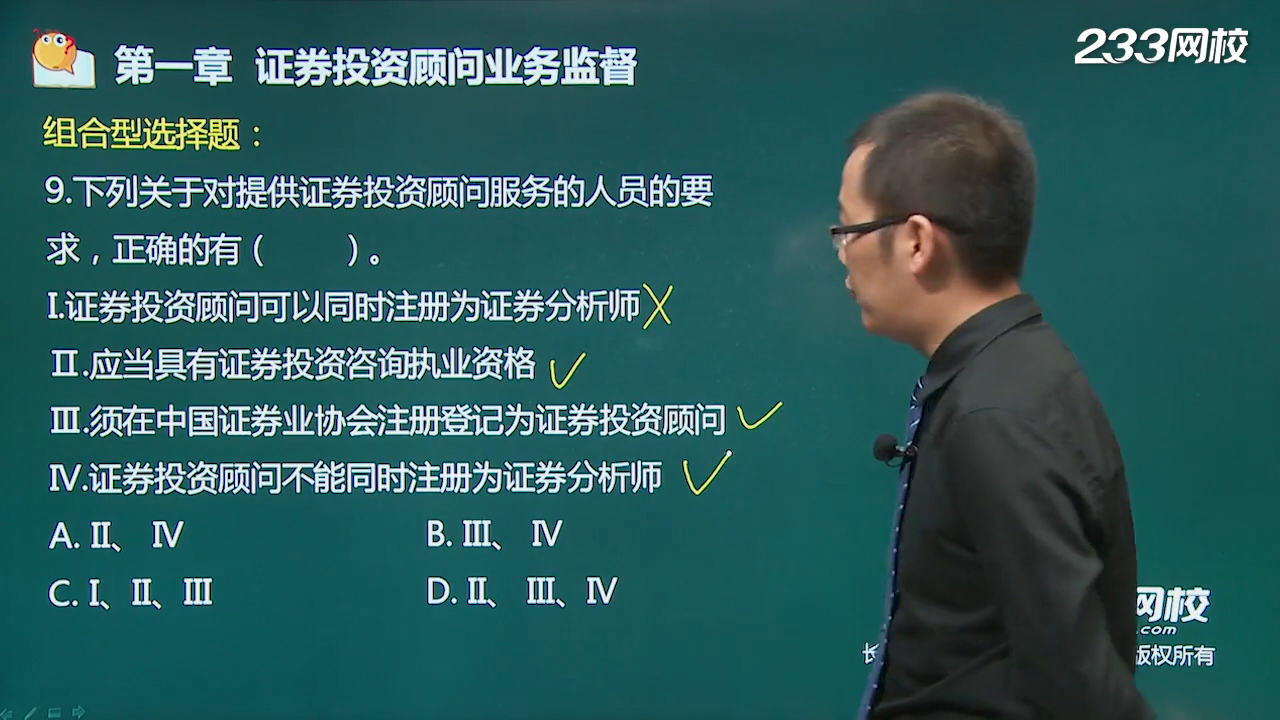 233网校
第一章 证券投资顾问业务监督
组合型选择题：
9.下列关于对提供证券投资顾问服务的人员的要
求，正确的有（　　）。
Ⅰ.证券投资顾问可以同时注册为证券分析师
Ⅱ.应当具有证券投资咨询执业资格
Ⅲ.须在中国证券业协会注册登记为证券投资顾问
Ⅳ.证券投资顾问不能同时注册为证券分析师
A. Ⅱ、 Ⅳ
B. Ⅲ、 Ⅳ
C. Ⅰ、Ⅱ、Ⅲ
D. Ⅱ、 Ⅲ、Ⅳ
网校
.com
版权所有